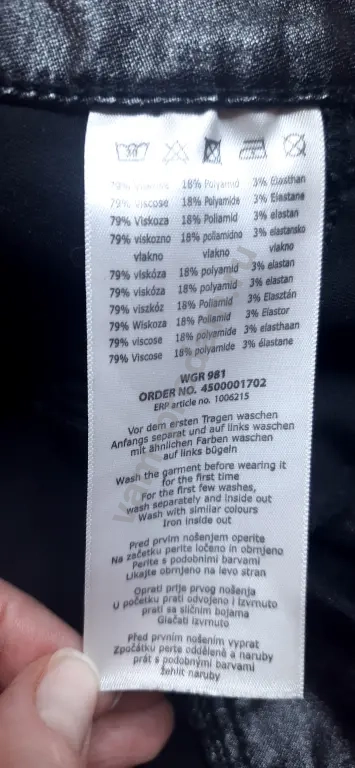 30
79% Viskose 18% Polyamid 3% Elasthan
79% Viscose 18% Polyamide 3% Elastane
79% Viskoza 18% Poliamid 3% elastan
79% viskozno 18% poliamidno 3% elastansko
vlakno vlakno vlakno
79% viskóza 18% polyamid 3% elastan
79% viskóza 18% polyamid 3% elastan
79% viszkóz 18% Poliamid 3% Elasztán
79% Wiskoza 18% Poliamid 3% Elastor
79% viscose 18% polyamide 3% elasthaan
79% Viscose 18% polyamide 3% élastane
WGR 981
ORDER NO. 4500001702
ERP article no. 1006215
Vor dem ersten Tragen waschen
Anfangs separat und auf links waschen
mit ähnlichen Farben waschen
auf links bügeln
Wash the garment before wearing it
for the first time
For the first few washes,
wash separately and inside out
Wash with similar colours
Iron inside out
Pred prvim nošenjem operite
Na začetku perite ločeno in obrnjeno
Perite s podobnimi barvami
Likajte obrnjeno na levo stran
Oprati prije prvog nošenja
U početku prati odvojeno i izvrnuto
prati sa sličnim bojama
Glačati izvrnuto
Před prvním nošením vyprat
Zpočátku perte odděleně a naruby
prát s podobnými barvami
žehlit naruby